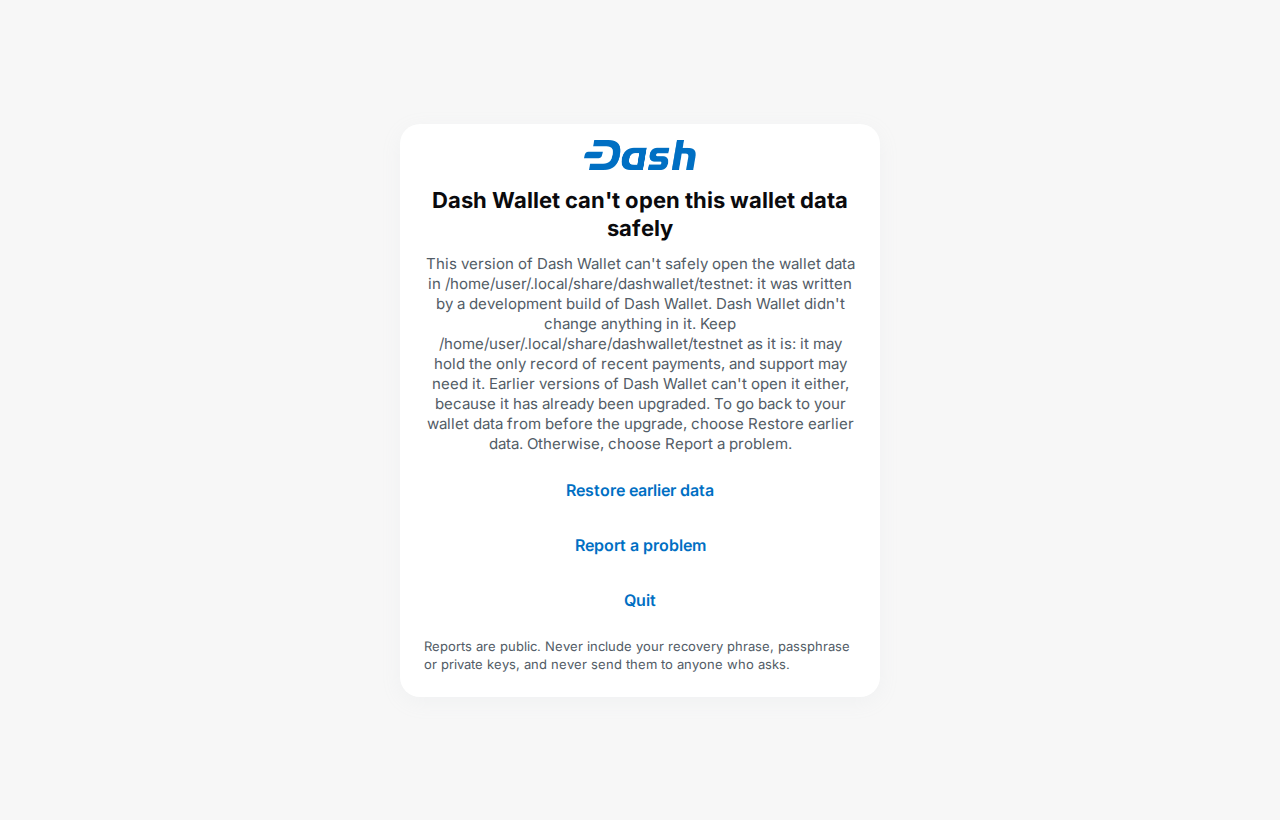 Dash
Dash Wallet can't open this wallet data
safely
This version of Dash Wallet can't safely open the wallet data
in /home/user/.local/share/dashwallet/testnet: it was written
by a development build of Dash Wallet. Dash Wallet didn't
change anything in it. Keep
/home/user/.local/share/dashwallet/testnet as it is: it may
hold the only record of recent payments, and support may
need it. Earlier versions of Dash Wallet can't open it either,
because it has already been upgraded. To go back to your
wallet data from before the upgrade, choose Restore earlier
data. Otherwise, choose Report a problem.
Restore earlier data
Report a problem
Quit
Reports are public. Never include your recovery phrase, passphrase
or private keys, and never send them to anyone who asks.